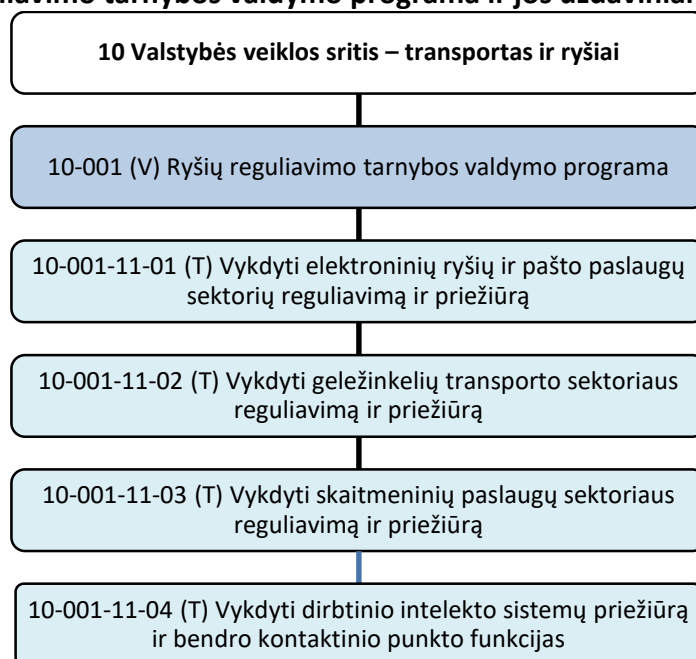 liavimo tarnybos valdymo programa ir jos uždaviniai
10 Valstybės veiklos sritis – transportas ir ryšiai
10-001 (V) Ryšių reguliavimo tarnybos valdymo programa
10-001-11-01 (T) Vykdyti elektroninių ryšių ir pašto paslaugų
sektorių reguliavimą ir priežiūrą
10-001-11-02 (T) Vykdyti geležinkelių transporto sektoriaus
reguliavimą ir priežiūrą
10-001-11-03 (T) Vykdyti skaitmeninių paslaugų sektoriaus
reguliavimą ir priežiūrą
10-001-11-04 (T) Vykdyti dirbtinio intelekto sistemų priežiūrą
ir bendro kontaktinio punkto funkcijas